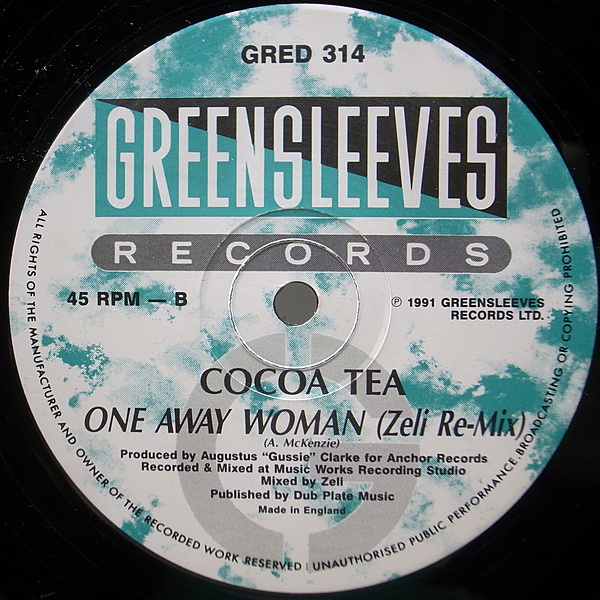 GRED 314
GREENSLEEVES
RECORDS
45 RPM — B
℗ 1991 GREENSLEEVES
RECORDS LTD.
COCOA TEA
ONE AWAY WOMAN (Zeli Re-Mix)
(A. McKenzie)
Produced by Augustus "Gussie" Clarke for Anchor Records
Recorded & Mixed at Music Works Recording Studio
Mixed by Zeli
Published by Dub Plate Music
Made in England
ALL RIGHTS OF THE MANUFACTURER AND OWNER OF THE RECORDED WORK RESERVED : UNAUTHORISED PUBLIC PERFORMANCE BROADCASTING OR COPYING PROHIBITED